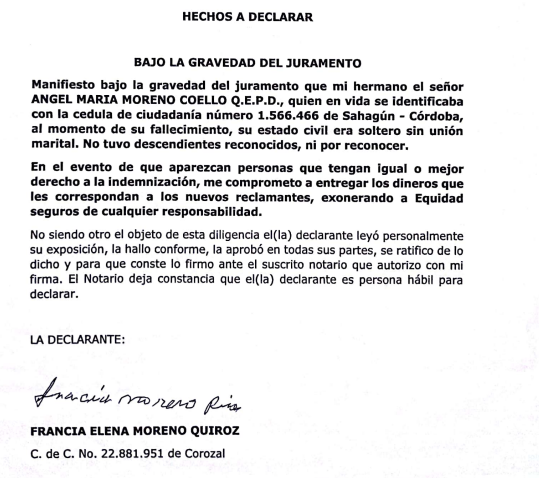 HECHOS A DECLARAR
BAJO LA GRAVEDAD DEL JURAMENTO
Manifiesto bajo la gravedad del juramento que mi hermano el señor
ANGEL MARIA MORENO COELLO Q.E.P.D., quien en vida se identificaba
con la cedula de ciudadanía número 1.566.466 de Sahagún - Córdoba,
al momento de su fallecimiento, su estado civil era soltero sin unión
marital. No tuvo descendientes reconocidos, ni por reconocer.
En el evento de que aparezcan personas que tengan igual o mejor
derecho a la indemnización, me comprometo a entregar los dineros que
les correspondan a los nuevos reclamantes, exonerando a Equidad
seguros de cualquier responsabilidad.
No siendo otro el objeto de esta diligencia el(la) declarante leyó personalmente
su exposición, la hallo conforme, la aprobó en todas sus partes, se ratifico de lo
dicho y para que conste lo firmo ante el suscrito notario que autorizo con mi
firma. El Notario deja constancia que el(la) declarante es persona hábil para
declarar.
LA DECLARANTE:
Francia Moreno
FRANCIA ELENA MORENO QUIROZ
C. de C. No. 22.881.951 de Corozal